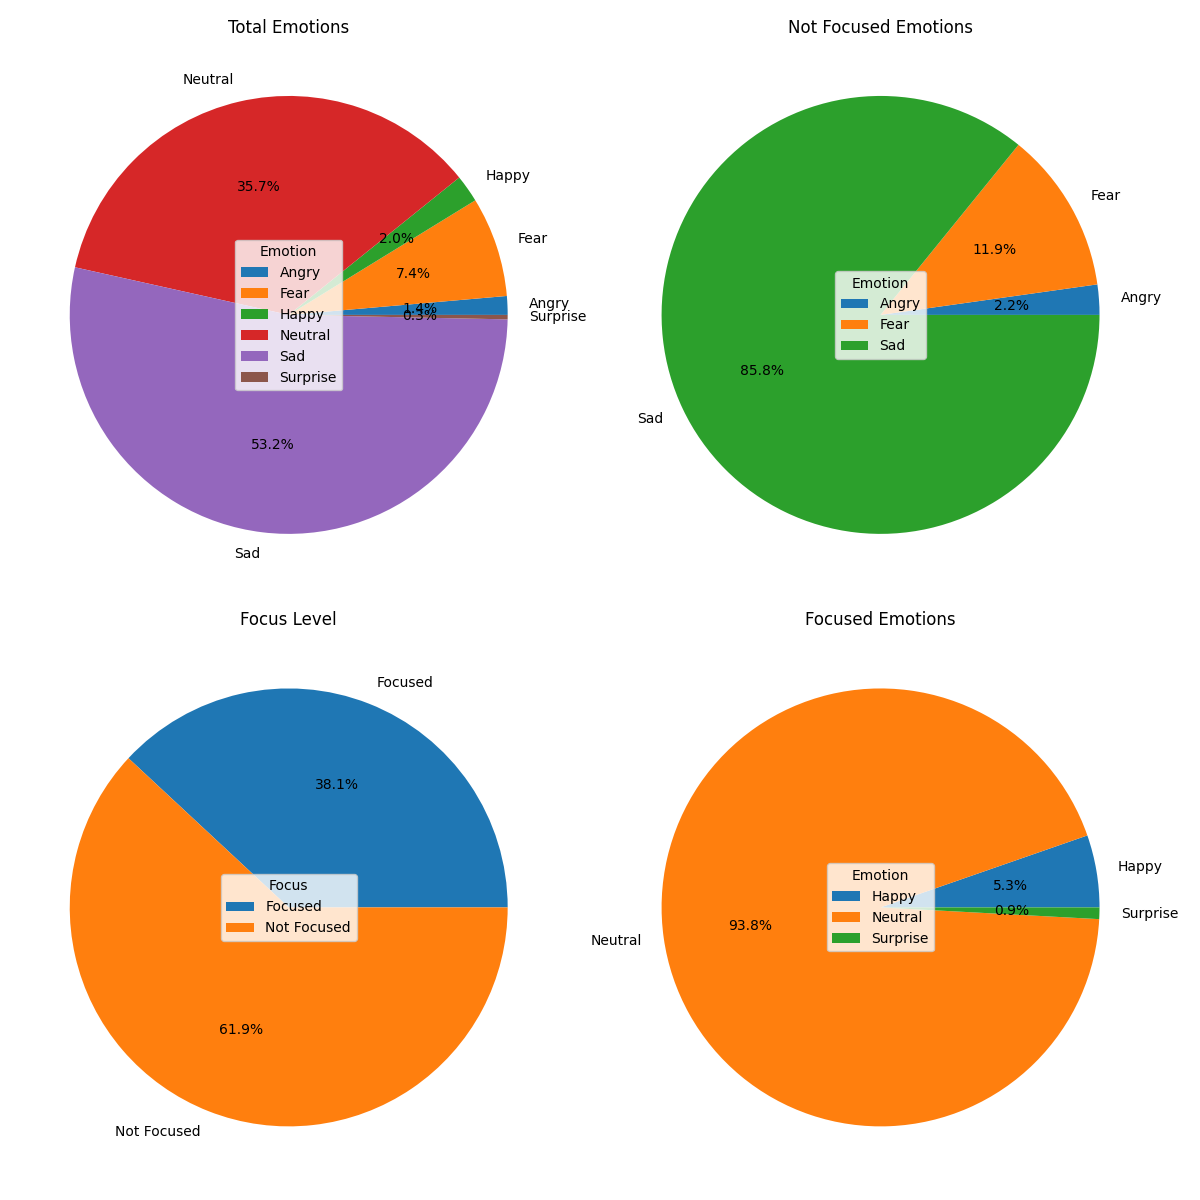 Total Emotions
Neutral
Happy
Fear
Angry
Surprise
Sad
35.7%
2.0%
7.4%
1.4%
0.3%
53.2%
Emotion
Angry
Fear
Happy
Neutral
Sad
Surprise
Not Focused Emotions
Fear
Angry
Sad
11.9%
2.2%
85.8%
Emotion
Angry
Fear
Sad
Focus Level
Focused
38.1%
Focus
Focused
Not Focused
61.9%
Not Focused
Focused Emotions
Happy
5.3%
0.9%
Surprise
93.8%
Neutral
Emotion
Happy
Neutral
Surprise